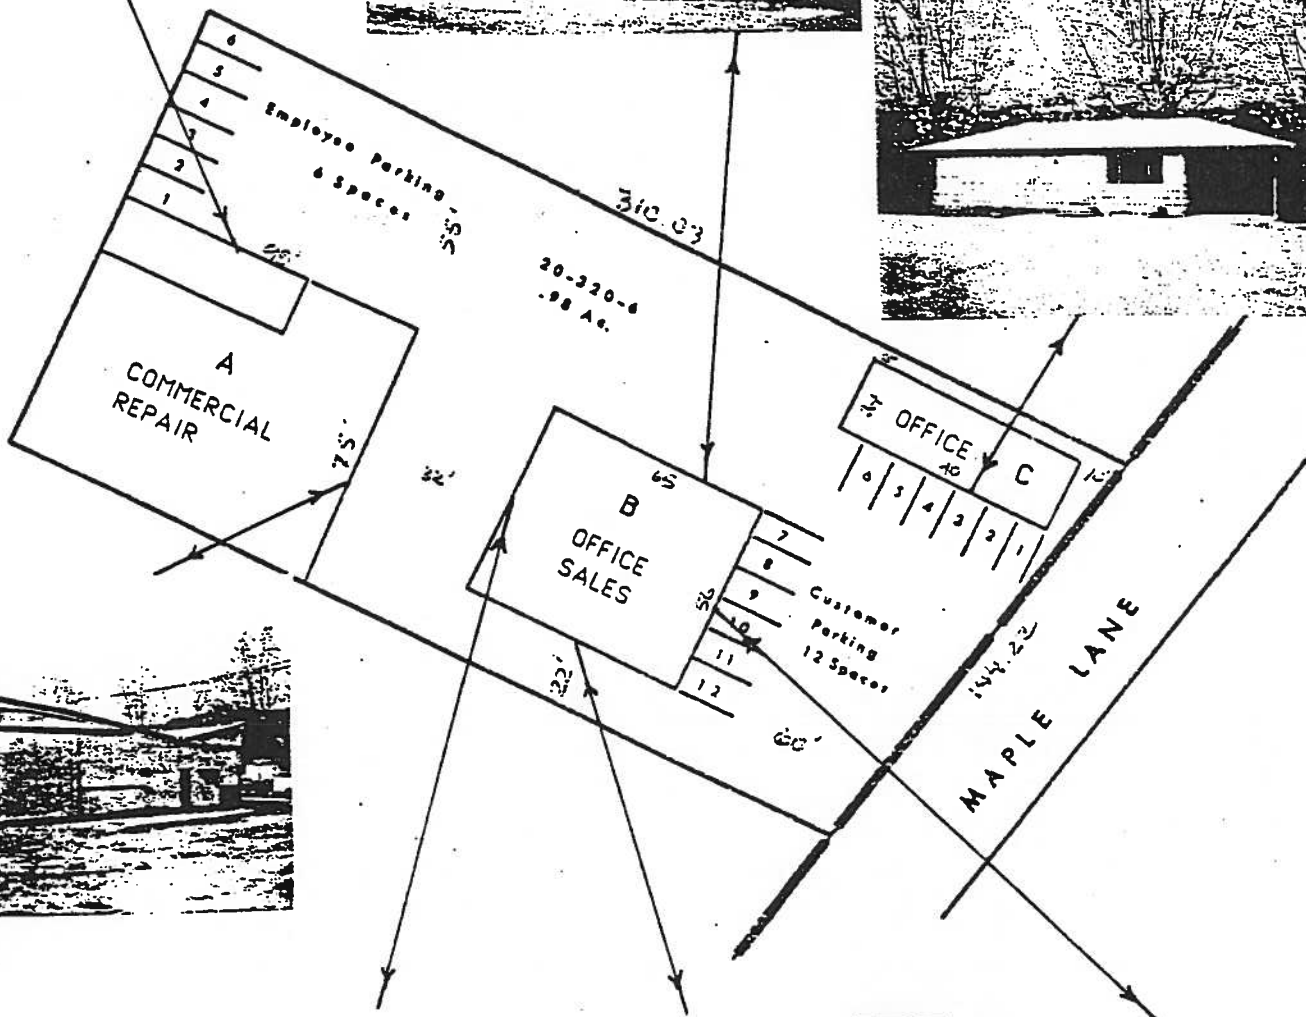 6
5
4
3
2
1
Employee Parking
6 Spaces
55'
310.03
20-320-6
.98 Ac.
A
COMMERCIAL
REPAIR
75'
32'
65
B
OFFICE
SALES
56
22'
OFFICE
40
C
6
5
4
3
2
1
7
8
9
10
11
12
Customer
Parking
12 Spaces
60'
144.22
MAPLE LANE